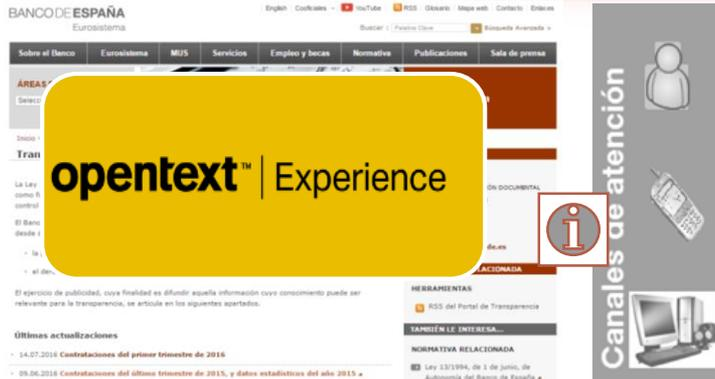 BANCO DE ESPAÑA
Eurosistema
English
Cooficiales
YouTube
RSS
Glosario
Mapa web
Contacto
Enlaces
Buscar :
Palabra Clave
Búsqueda Avanzada
Sobre el Banco
Eurosistema
MUS
Servicios
Empleo y becas
Normativa
Publicaciones
Sala de prensa
ÁREAS
Inicio
opentext™ | Experience
La Ley
como
control
El Banc
desde
ÓN DOCUMENTAL
de.es
LACIONADA
El ejercicio de publicidad, cuya finalidad es difundir aquella información cuyo conocimiento puede ser
relevante para la transparencia, se articula en los siguientes apartados.
HERRAMIENTAS
RSS del Portal de Transparencia
TAMBIÉN LE INTERESA...
NORMATIVA RELACIONADA
Ley 13/1994, de 1 de junio, de
Autonomía del Banco de España
Últimas actualizaciones
14.07.2016 Contrataciones del primer trimestre de 2016
09.06.2016 Contrataciones del último trimestre de 2015, y datos estadísticos del año 2015
i
Canales de atención